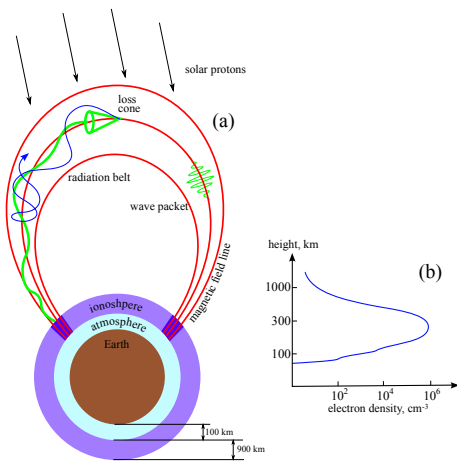 solar protons
loss
cone
(a)
radiation belt
wave packet
magnetic field line
ionoshpere
atmosphere
Earth
100 km
900 km
height, km
(b)
1000
300
100
10² 10⁴ 10⁶
electron density, cm⁻³